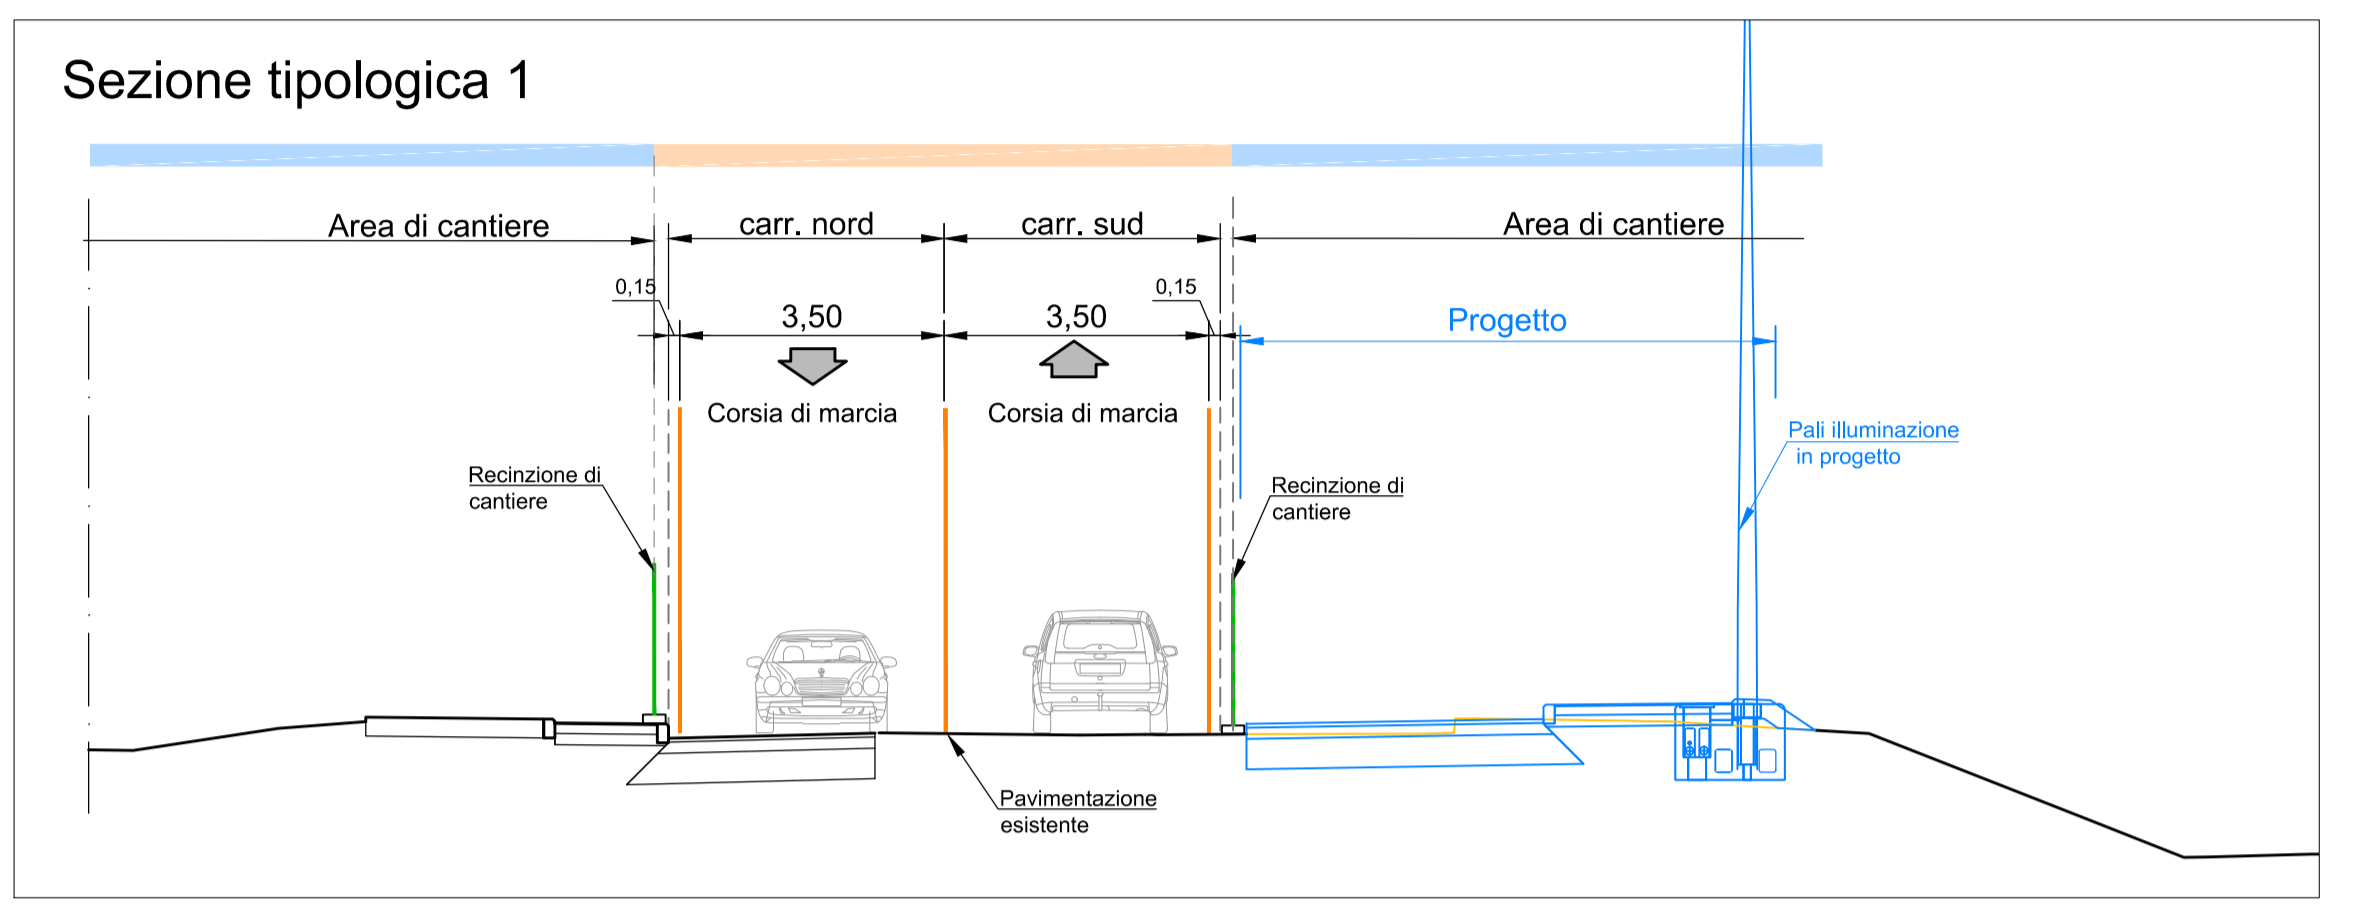 Sezione tipologica 1
Area di cantiere
carr. nord
carr. sud
Area di cantiere
0,15
3,50
3,50
0,15
Progetto
Corsia di marcia
Corsia di marcia
Recinzione di
cantiere
Recinzione di
cantiere
Pali illuminazione
in progetto
Pavimentazione
esistente